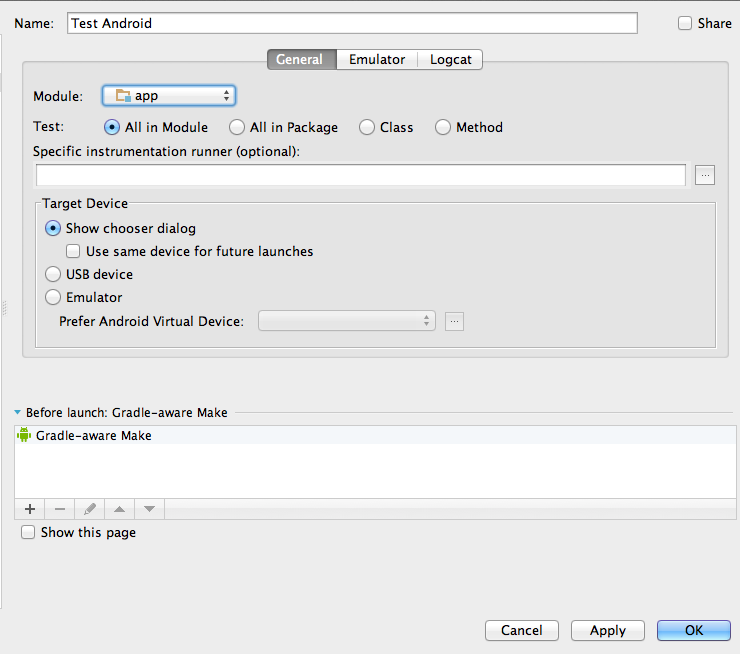 Name: Test Android Share
General Emulator Logcat
Module: app
Test: All in Module All in Package Class Method
Specific instrumentation runner (optional):
...
Target Device
Show chooser dialog
Use same device for future launches
USB device
Emulator
Prefer Android Virtual Device: ...
Before launch: Gradle-aware Make
Gradle-aware Make
Show this page
Cancel Apply OK